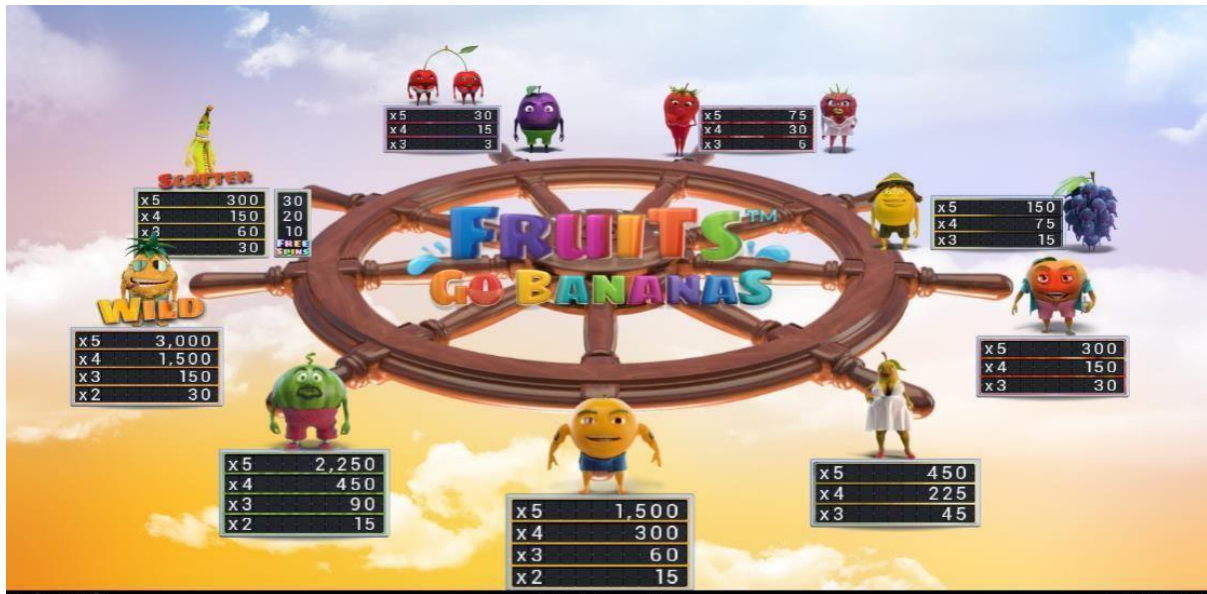 x5 30
x4 15
x3 3
x5 75
x4 30
x3 6
SCATTER
x5 300 30
x4 150 20
x3 60 10
30 FREE SPINS
FRUITS™
GO BANANAS
x5 150
x4 75
x3 15
WILD
x5 3,000
x4 1,500
x3 150
x2 30
x5 300
x4 150
x3 30
x5 2,250
x4 450
x3 90
x2 15
x5 1,500
x4 300
x3 60
x2 15
x5 450
x4 225
x3 45